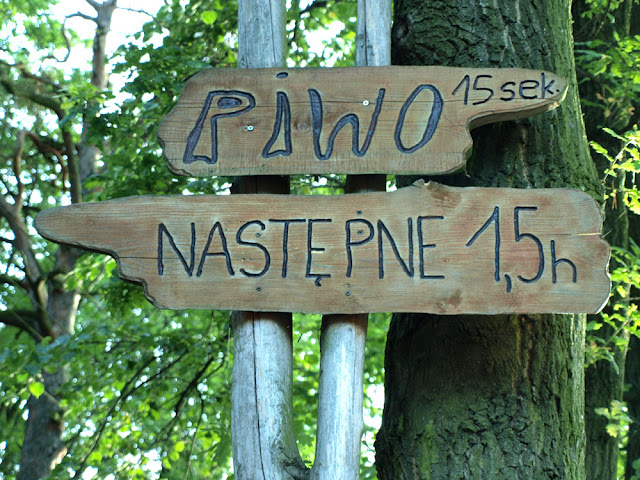 PIWO 15 sek.
NASTĘPNE 1,5h